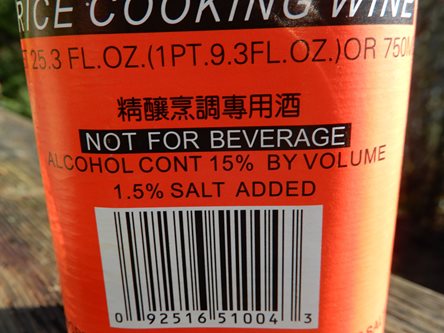 RICE COOKING WINE
25.3 FL.OZ.(1PT.9.3FL.OZ.)OR 750
精釀烹調專用酒
NOT FOR BEVERAGE
ALCOHOL CONT 15% BY VOLUME
1.5% SALT ADDED
0 92516 51004 3